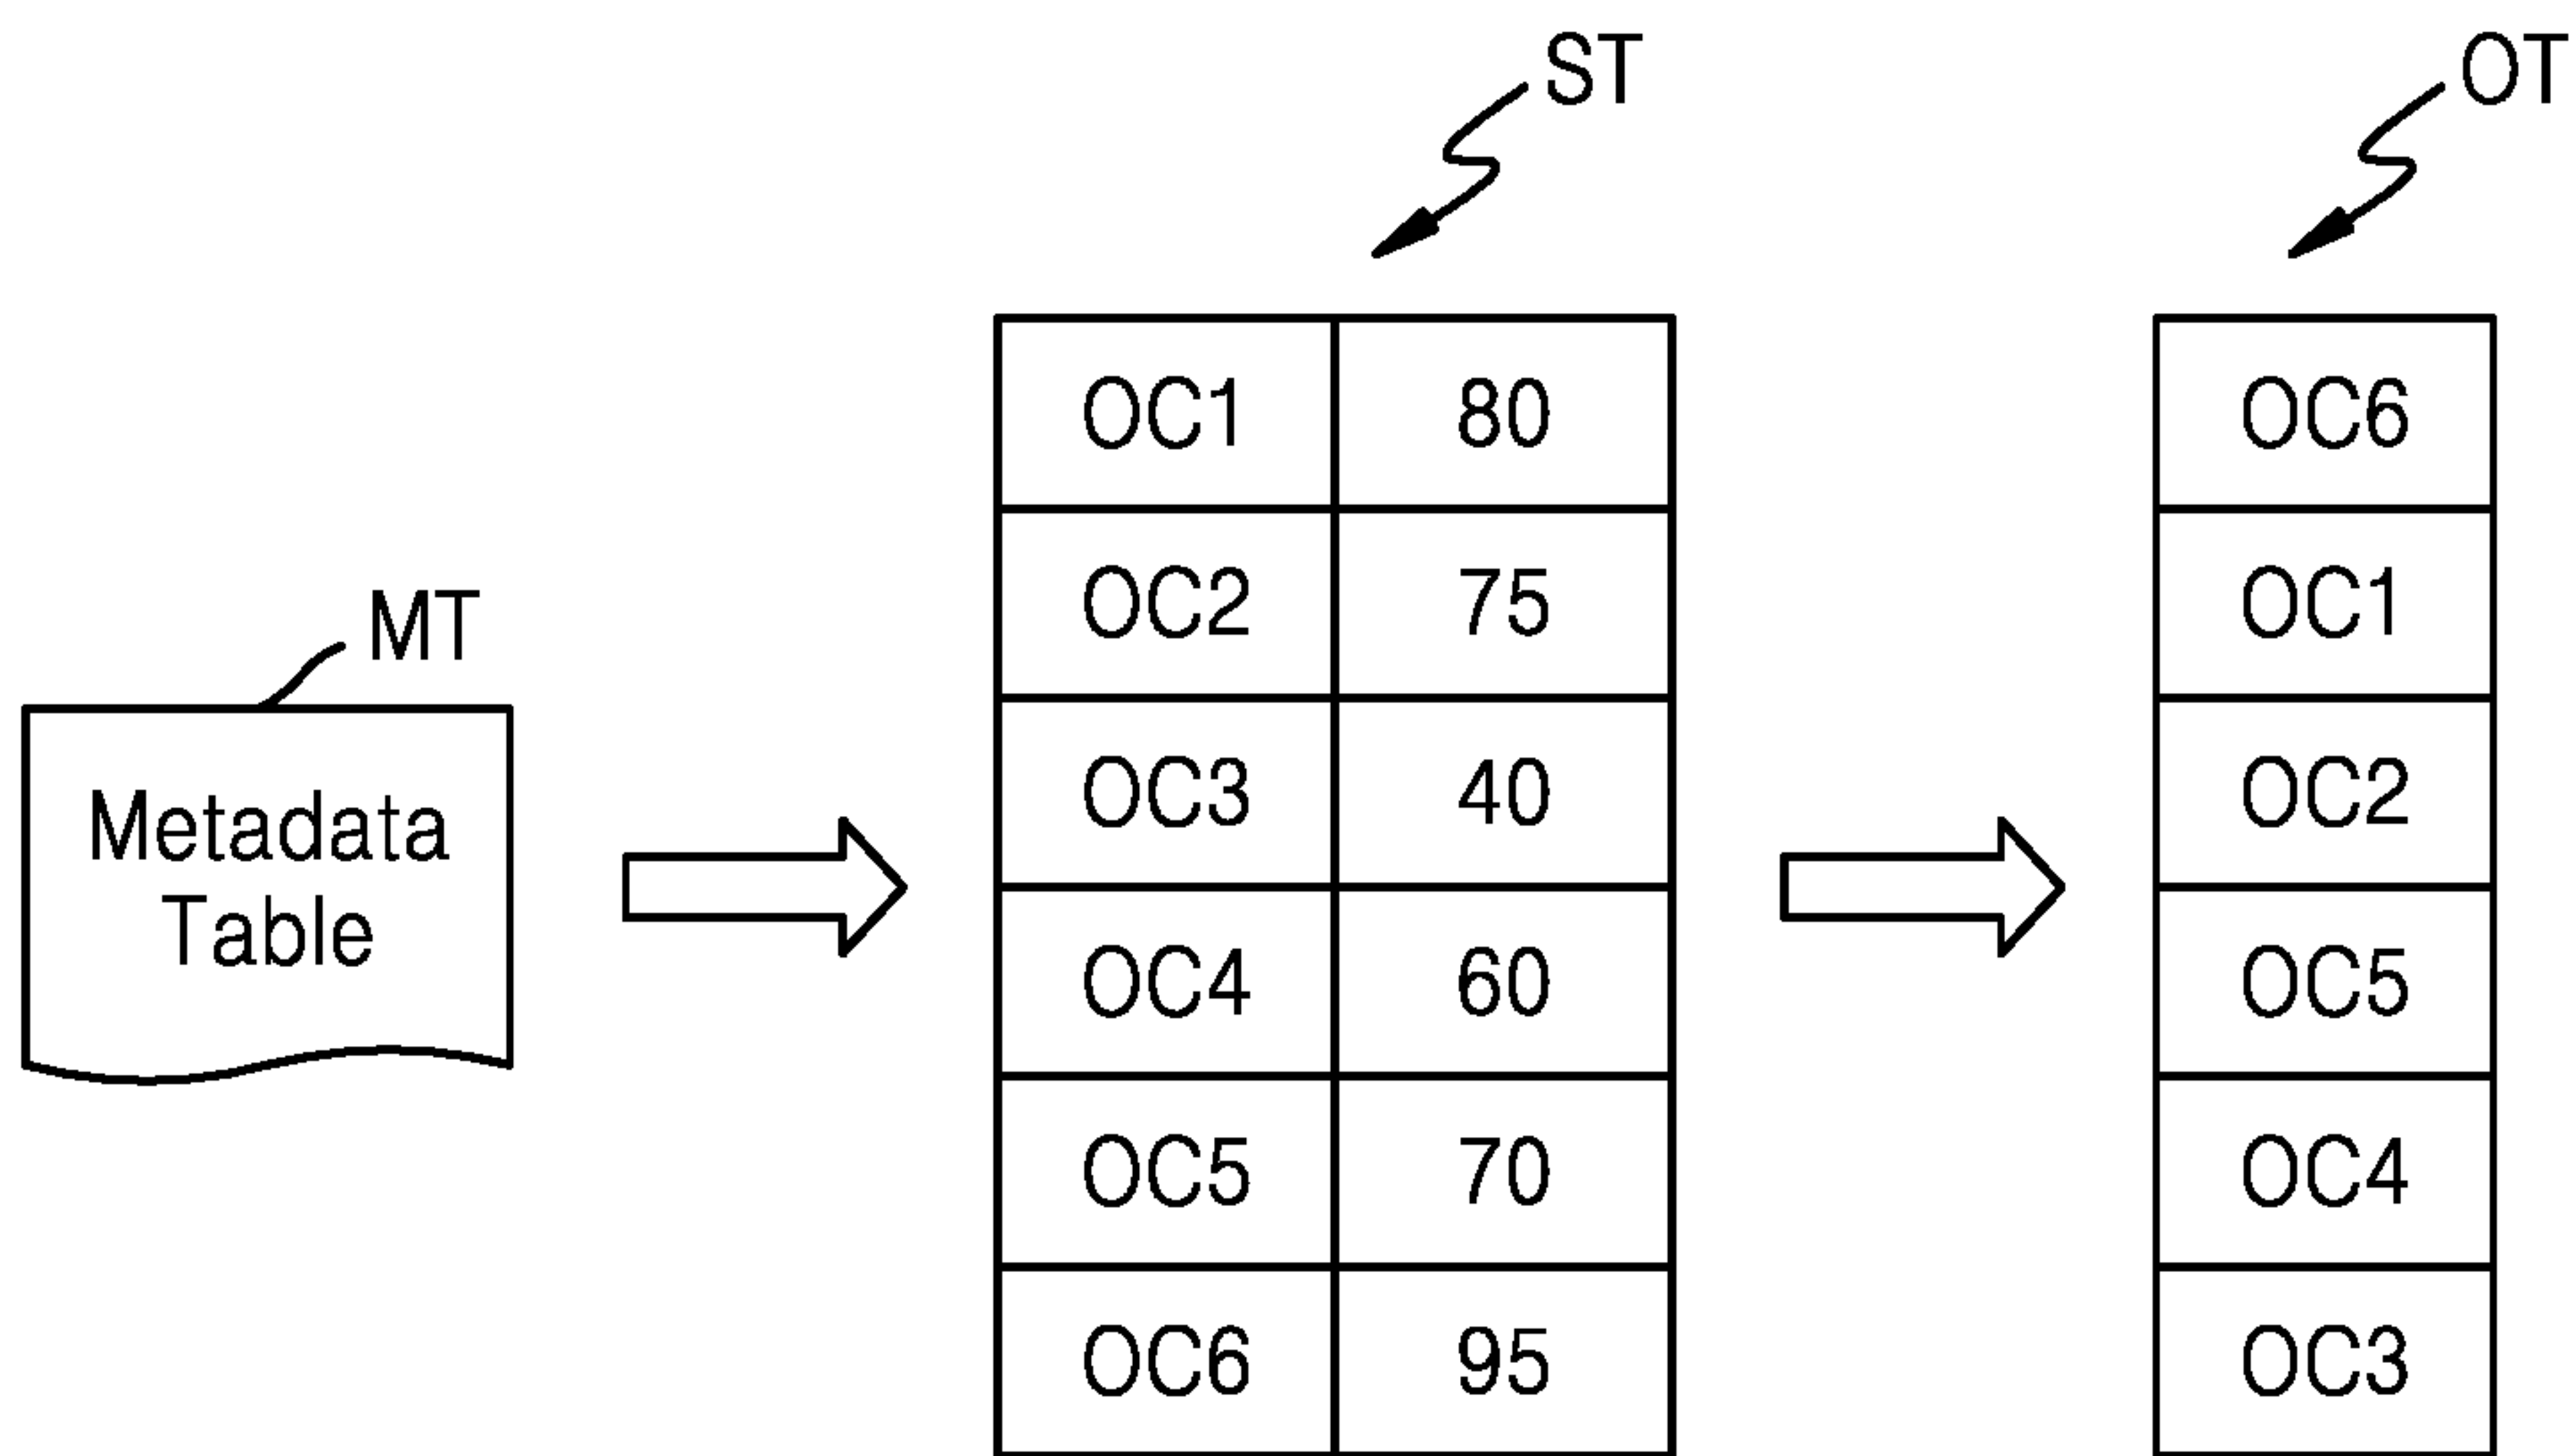 ST
OT
MT
Metadata
Table
OC1 80
OC2 75
OC3 40
OC4 60
OC5 70
OC6 95
OC6
OC1
OC2
OC5
OC4
OC3